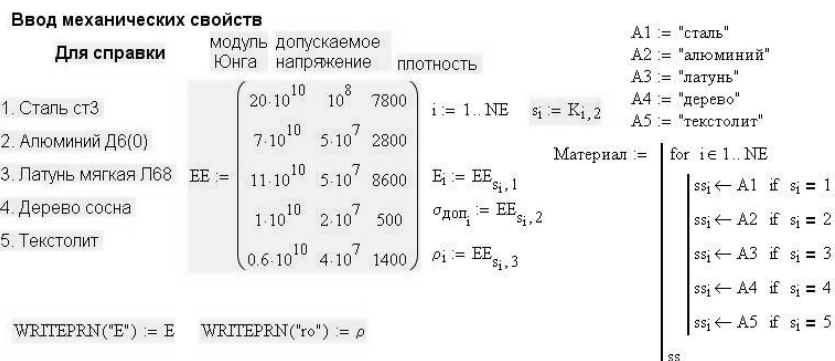 Ввод механических свойств
Для справки
модуль Юнга
допускаемое напряжение
плотность
1. Сталь ст3
2. Алюминий Д6(0)
3. Латунь мягкая Л68
4. Дерево сосна
5. Текстолит
EE :=
20·10^10 10^8 7800
7·10^10 5·10^7 2800
11·10^10 5·10^7 8600
1·10^10 2·10^7 500
0.6·10^10 4·10^7 1400
i := 1.. NE s_i := K_i,2
E_i := EE_s_i,1
σ_доп_i := EE_s_i,2
ρ_i := EE_s_i,3
A1 := "сталь"
A2 := "алюминий"
A3 := "латунь"
A4 := "дерево"
A5 := "текстолит"
Материал := for i ∈ 1.. NE
ss_i ← A1 if s_i = 1
ss_i ← A2 if s_i = 2
ss_i ← A3 if s_i = 3
ss_i ← A4 if s_i = 4
ss_i ← A5 if s_i = 5
ss
WRITEPRN("E") := E WRITEPRN("ro") := ρ